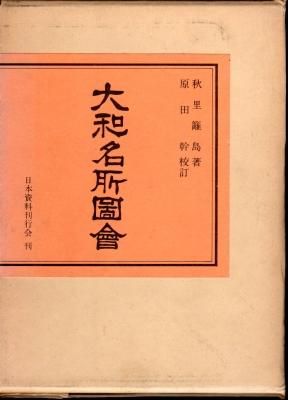 秋里籬島著
原田幹校訂
大和名所圖會
日本資料刊行会 刊